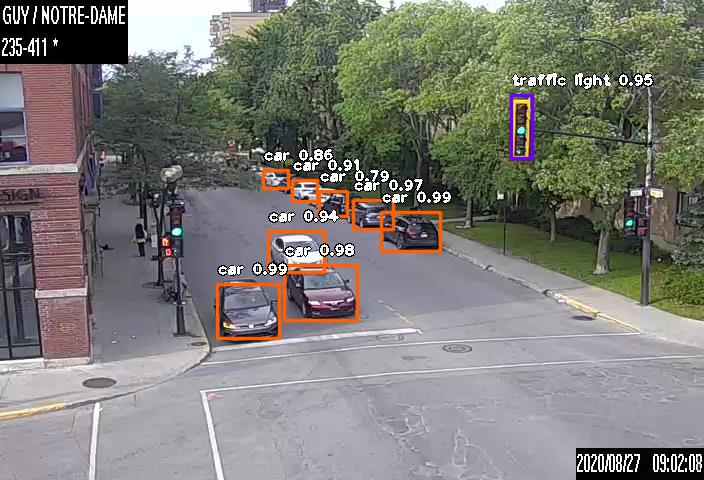 GUY / NOTRE-DAME
235-411 *
traffic light 0.95
car 0.86
car 0.91
car 0.79
car 0.97
car 0.99
car 0.94
car 0.98
car 0.99
SIGN
2020/08/27 09:02:08